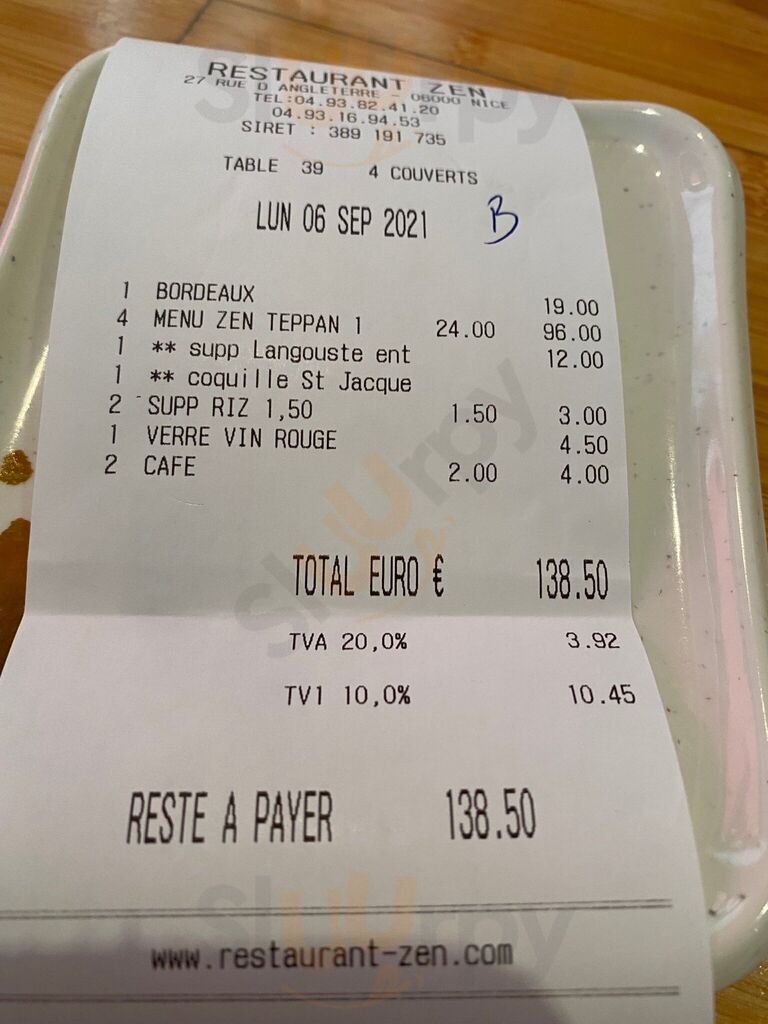 RESTAURANT ZEN
27 RUE D ANGLETERRE - 06000 NICE
TEL:04.93.82.41.20
04.93.16.94.53
SIRET : 389 191 735
TABLE 39 4 COUVERTS
LUN 06 SEP 2021 B
1 BORDEAUX 19.00
4 MENU ZEN TEPPAN 1 24.00 96.00
1 ** supp Langouste ent 12.00
1 ** coquille St Jacque
2 SUPP RIZ 1,50 1.50 3.00
1 VERRE VIN ROUGE 4.50
2 CAFE 2.00 4.00
TOTAL EURO € 138.50
TVA 20,0% 3.92
TV1 10,0% 10.45
RESTE A PAYER 138.50
www.restaurant-zen.com
Slurpy
Slurpy
Slurpy